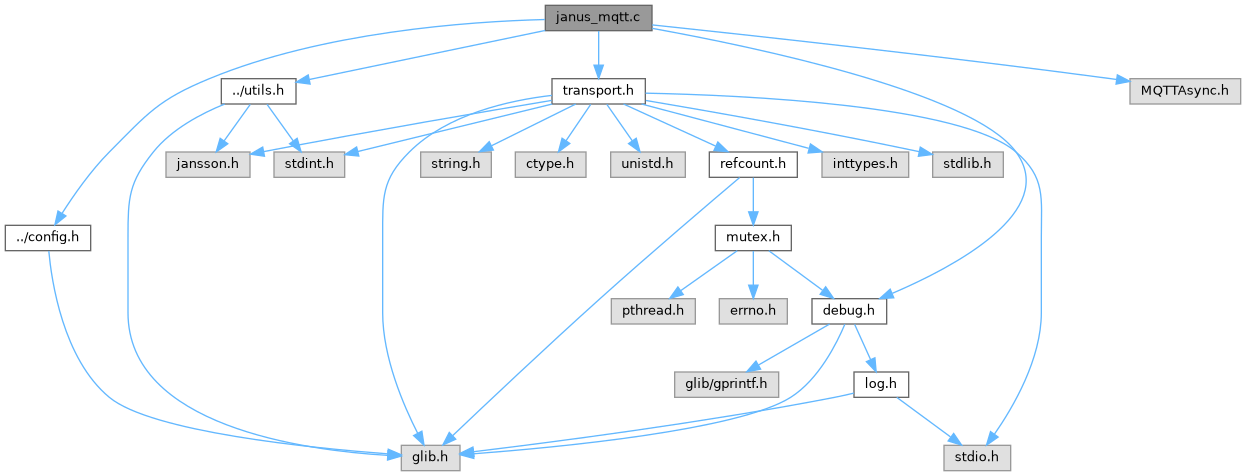 janus_mqtt.c
../utils.h
transport.h
MQTTAsync.h
jansson.h
stdint.h
string.h
ctype.h
unistd.h
refcount.h
inttypes.h
stdlib.h
../config.h
mutex.h
pthread.h
errno.h
debug.h
glib/gprintf.h
log.h
glib.h
stdio.h